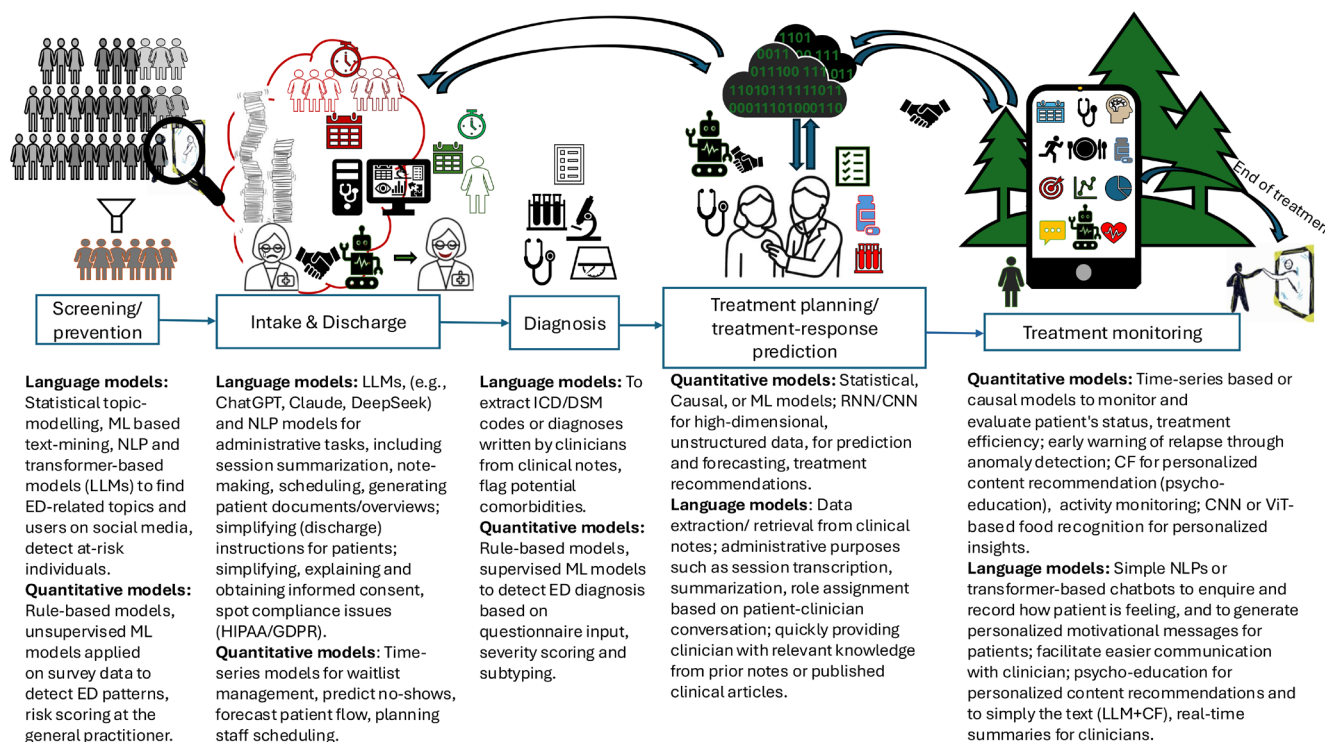 1101
0011 00 111
011100 111 011
11010111111011
00011101000110
End of treatment
Screening/
prevention
Intake & Discharge
Diagnosis
Treatment planning/
treatment-response
prediction
Treatment monitoring
Language models:
Statistical topic-
modelling, ML based
text-mining, NLP and
transformer-based
models (LLMs) to find
ED-related topics and
users on social media,
detect at-risk
individuals.
Quantitative models:
Rule-based models,
unsupervised ML
models applied
on survey data to
detect ED patterns,
risk scoring at the
general practitioner.
Language models: LLMs, (e.g.,
ChatGPT, Claude, DeepSeek)
and NLP models for
administrative tasks, including
session summarization, note-
making, scheduling, generating
patient documents/overviews;
simplifying (discharge)
instructions for patients;
simplifying, explaining and
obtaining informed consent,
spot compliance issues
(HIPAA/GDPR).
Quantitative models: Time-
series models for waitlist
management, predict no-shows,
forecast patient flow, planning
staff scheduling.
Language models: To
extract ICD/DSM
codes or diagnoses
written by clinicians
from clinical notes,
flag potential
comorbidities.
Quantitative models:
Rule-based models,
supervised ML models
to detect ED diagnosis
based on
questionnaire input,
severity scoring and
subtyping.
Quantitative models: Statistical,
Causal, or ML models; RNN/CNN
for high-dimensional,
unstructured data, for prediction
and forecasting, treatment
recommendations.
Language models: Data
extraction/ retrieval from clinical
notes; administrative purposes
such as session transcription,
summarization, role assignment
based on patient-clinician
conversation; quickly providing
clinician with relevant knowledge
from prior notes or published
clinical articles.
Quantitative models: Time-series based or
causal models to monitor and
evaluate patient's status, treatment
efficiency; early warning of relapse through
anomaly detection; CF for personalized
content recommendation (psycho-
education), activity monitoring; CNN or ViT-
based food recognition for personalized
insights.
Language models: Simple NLPs or
transformer-based chatbots to enquire and
record how patient is feeling, and to generate
personalized motivational messages for
patients; facilitate easier communication
with clinician; psycho-education for
personalized content recommendations and
to simply the text (LLM+CF), real-time
summaries for clinicians.